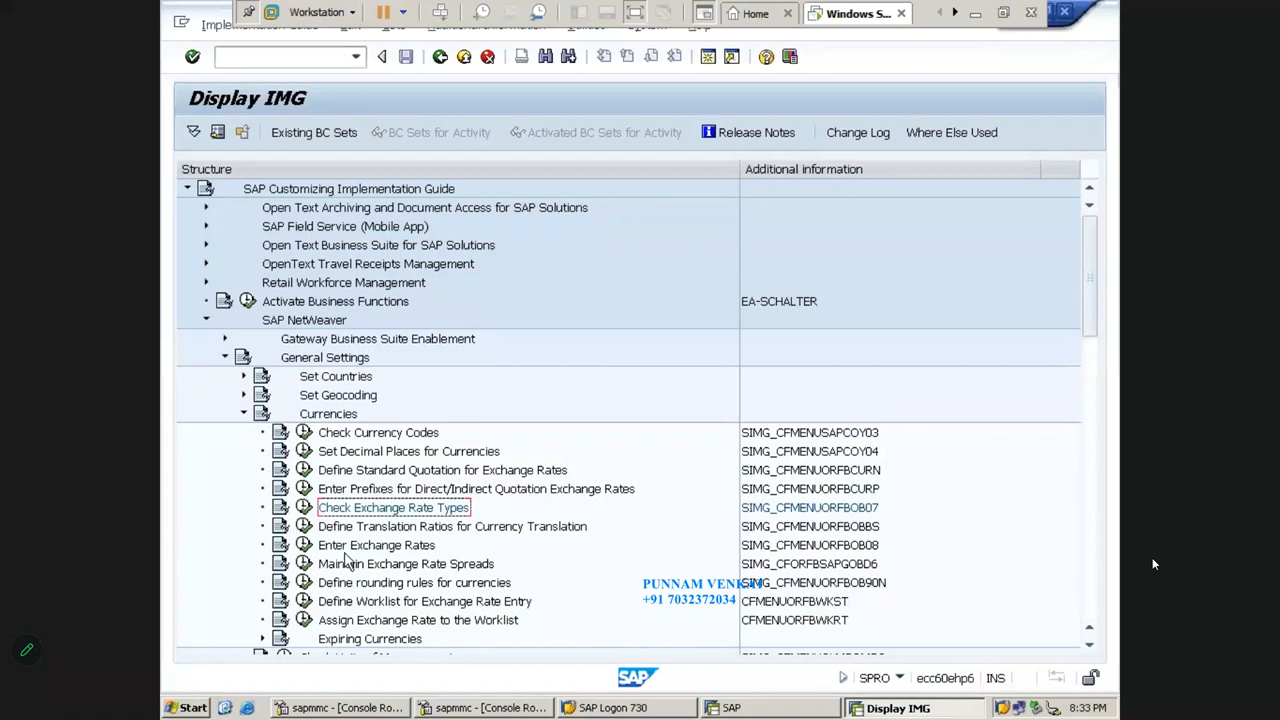 Workstation
Home
Windows S...
Implementation Guide
Display IMG
Existing BC Sets
BC Sets for Activity
Activated BC Sets for Activity
Release Notes
Change Log
Where Else Used
Structure
Additional information
SAP Customizing Implementation Guide
Open Text Archiving and Document Access for SAP Solutions
SAP Field Service (Mobile App)
Open Text Business Suite for SAP Solutions
OpenText Travel Receipts Management
Retail Workforce Management
Activate Business Functions EA-SCHALTER
SAP NetWeaver
Gateway Business Suite Enablement
General Settings
Set Countries
Set Geocoding
Currencies
Check Currency Codes SIMG_CFMENUSAPCOY03
Set Decimal Places for Currencies SIMG_CFMENUSAPCOY04
Define Standard Quotation for Exchange Rates SIMG_CFMENUORFBCURN
Enter Prefixes for Direct/Indirect Quotation Exchange Rates SIMG_CFMENUORFBCURP
Check Exchange Rate Types SIMG_CFMENUORFBOB07
Define Translation Ratios for Currency Translation SIMG_CFMENUORFBOBBS
Enter Exchange Rates SIMG_CFMENUORFBOB08
Maintain Exchange Rate Spreads SIMG_CFORFBSAPGOBD6
Define rounding rules for currencies SIMG_CFMENUORFBOB90N
PUNNAM
+91 7032372034
Define Worklist for Exchange Rate Entry CFMENUORFBWKST
Assign Exchange Rate to the Worklist CFMENUORFBWKRT
Expiring Currencies
SAP
SPRO
ecc60ehp6
INS
Start
sapmmc - [Console Ro...
sapmmc - [Console Ro...
SAP Logon 730
SAP
Display IMG
8:33 PM